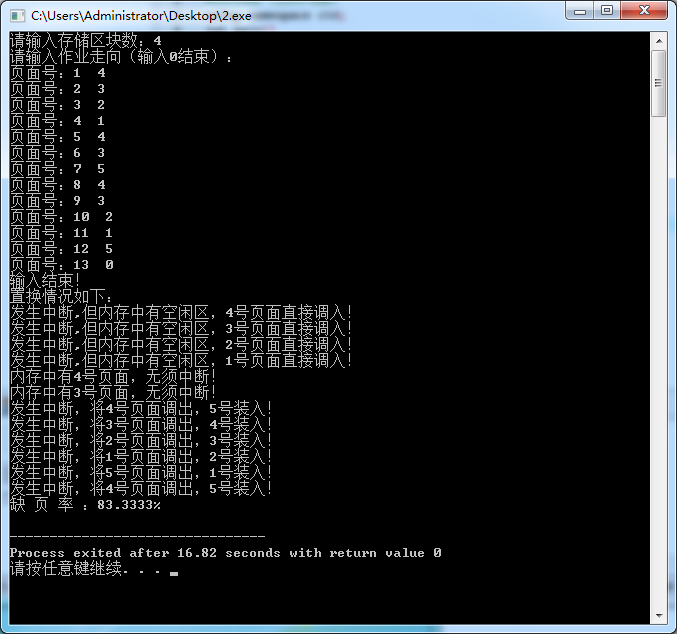 C:\Users\Administrator\Desktop\2.exe
请输入存储区块数：4
请输入作业走向（输入0结束）：
页面号：1  4
页面号：2  3
页面号：3  2
页面号：4  1
页面号：5  4
页面号：6  3
页面号：7  5
页面号：8  4
页面号：9  3
页面号：10  2
页面号：11  1
页面号：12  5
页面号：13  0
输入结束！
置换情况如下：
发生中断,但内存中有空闲区，4号页面直接调入！
发生中断,但内存中有空闲区，3号页面直接调入！
发生中断,但内存中有空闲区，2号页面直接调入！
发生中断,但内存中有空闲区，1号页面直接调入！
内存中有4号页面，无须中断！
内存中有3号页面，无须中断！
发生中断，将4号页面调出，5号装入！
发生中断，将3号页面调出，4号装入！
发生中断，将2号页面调出，3号装入！
发生中断，将1号页面调出，2号装入！
发生中断，将5号页面调出，1号装入！
发生中断，将4号页面调出，5号装入！
缺 页 率 ：83.3333%
--------------------------------
Process exited after 16.82 seconds with return value 0
请按任意键继续. . .